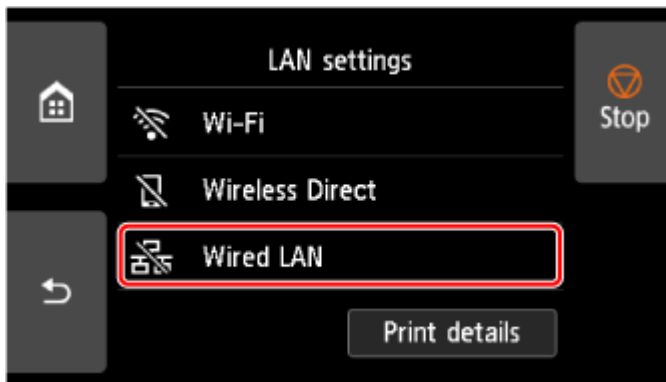 LAN settings
Wi-Fi
Stop
Wireless Direct
Wired LAN
Print details